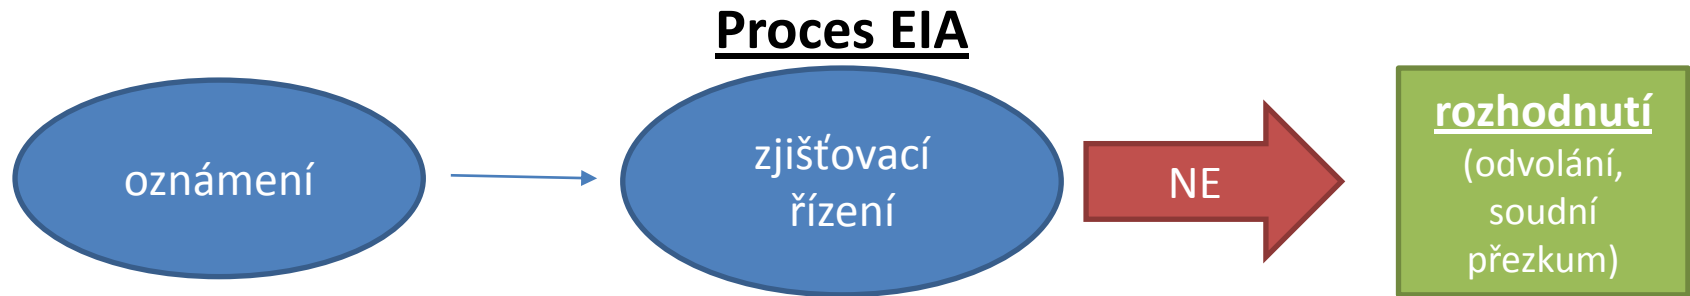 Proces EIA
oznámení
zjišťovací
řízení
NE
rozhodnutí
(odvolání,
soudní
přezkum)